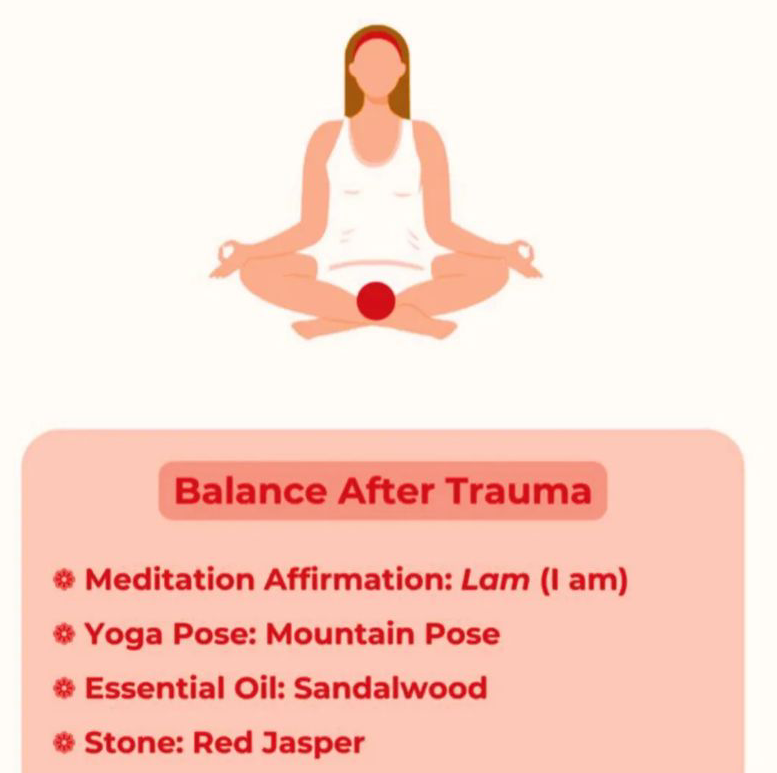 Balance After Trauma
Meditation Affirmation: Lam (I am)
Yoga Pose: Mountain Pose
Essential Oil: Sandalwood
Stone: Red Jasper